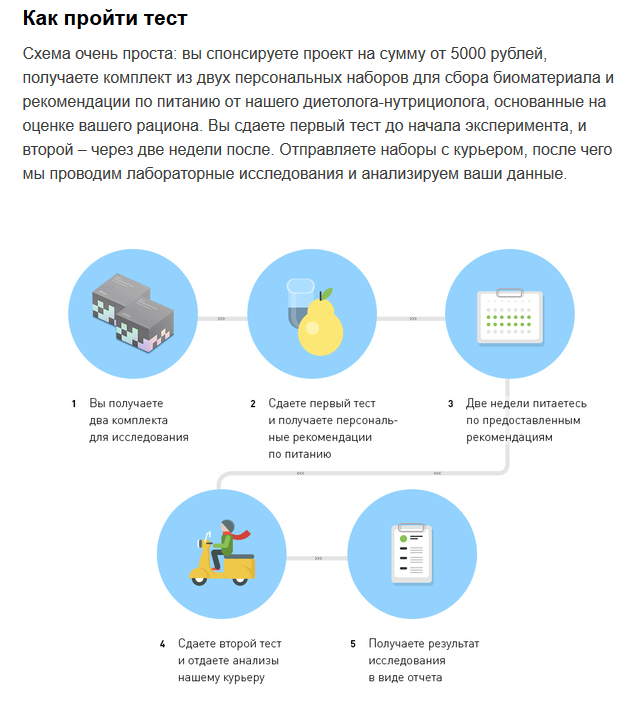 Как пройти тест
Схема очень проста: вы спонсируете проект на сумму от 5000 рублей,
получаете комплект из двух персональных наборов для сбора биоматериала и
рекомендации по питанию от нашего диетолога-нутрициолога, основанные на
оценке вашего рациона. Вы сдаете первый тест до начала эксперимента, и
второй – через две недели после. Отправляете наборы с курьером, после чего
мы проводим лабораторные исследования и анализируем ваши данные.
1 Вы получаете
два комплекта
для исследования
2 Сдаете первый тест
и получаете персональ-
ные рекомендации
по питанию
3 Две недели питаетесь
по предоставленным
рекомендациям
4 Сдаете второй тест
и отдаете анализы
нашему курьеру
5 Получаете результат
исследования
в виде отчета